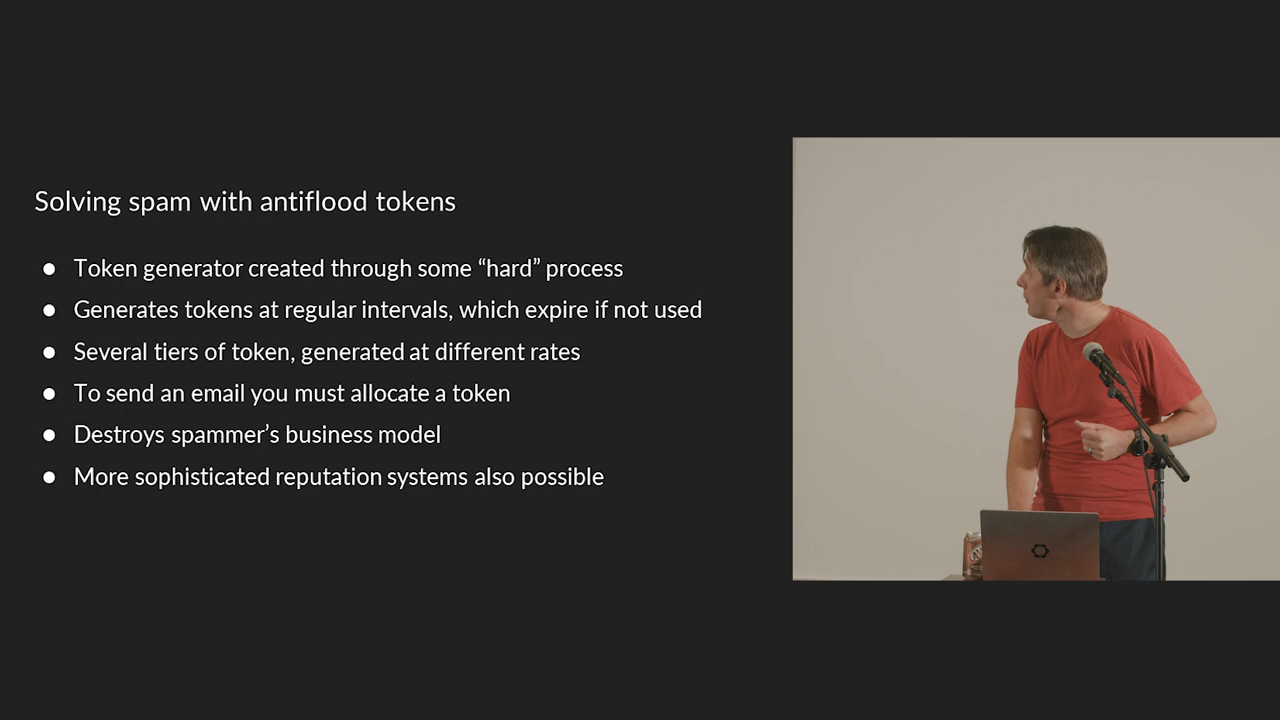 Solving spam with antiflood tokens
● Token generator created through some “hard” process
● Generates tokens at regular intervals, which expire if not used
● Several tiers of token, generated at different rates
● To send an email you must allocate a token
● Destroys spammer’s business model
● More sophisticated reputation systems also possible